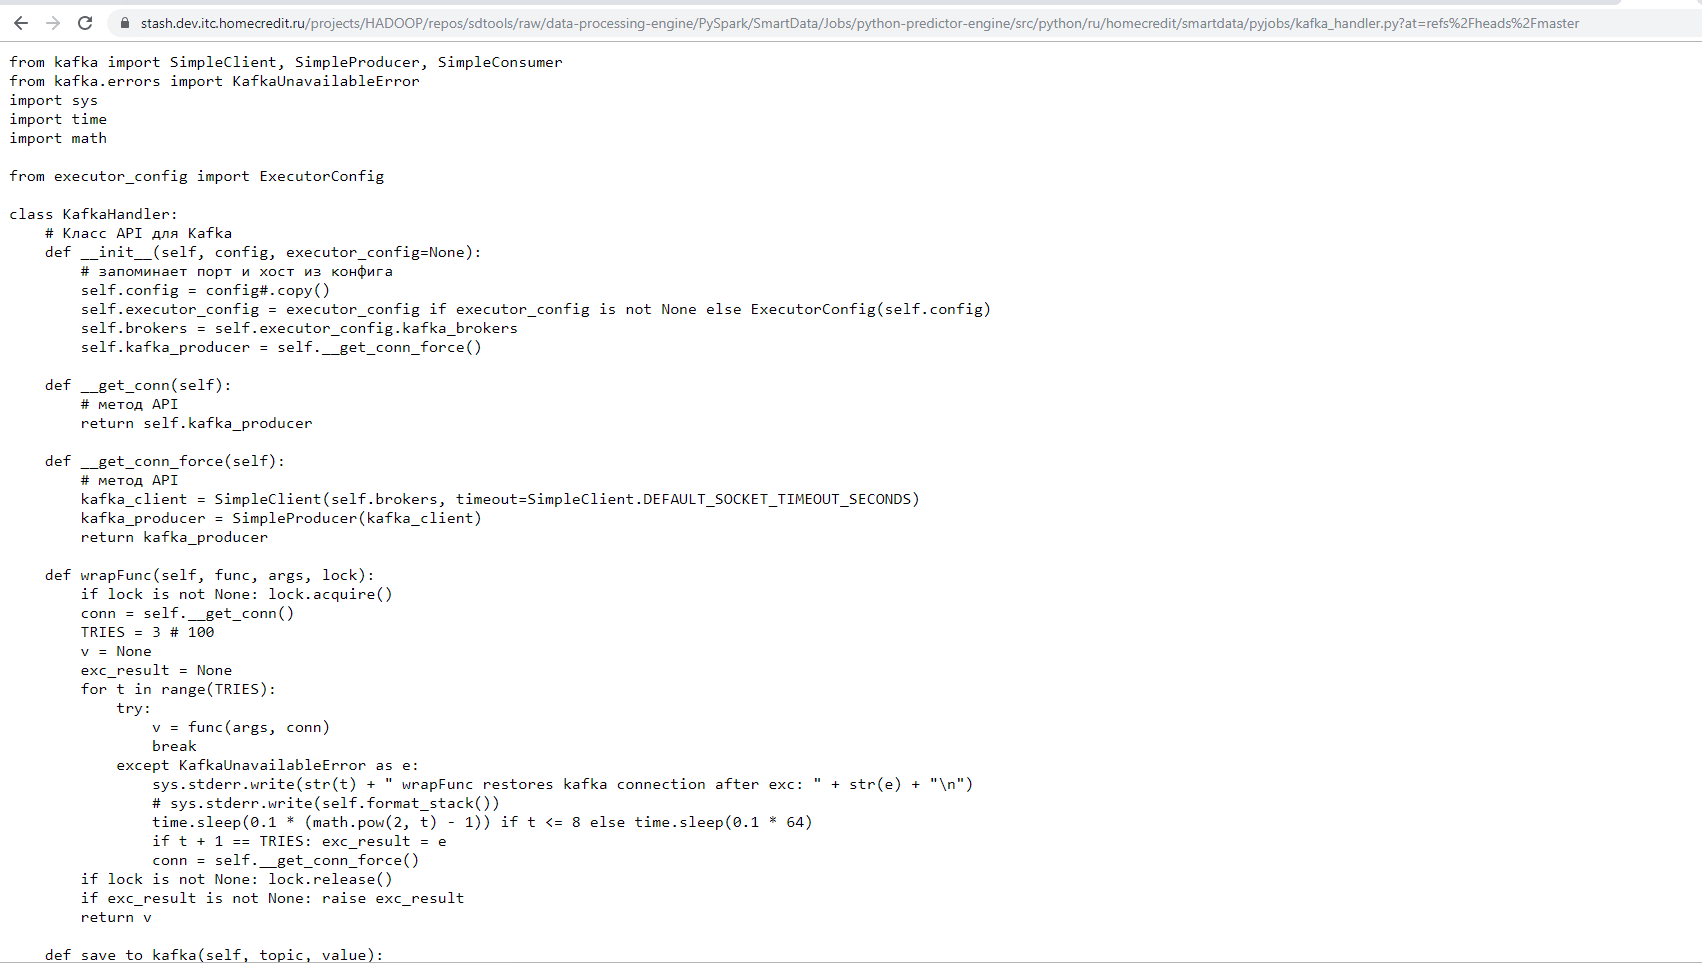 stash.dev.itc.homecredit.ru/projects/HADOOP/repos/sdtools/raw/data-processing-engine/PySpark/SmartData/Jobs/python-predictor-engine/src/python/ru/homecredit/smartdata/pyjobs/kafka_handler.py?at=refs%2Fheads%2Fmaster
from kafka import SimpleClient, SimpleProducer, SimpleConsumer
from kafka.errors import KafkaUnavailableError
import sys
import time
import math
from executor_config import ExecutorConfig
class KafkaHandler:
    # Класс API для Kafka
    def __init__(self, config, executor_config=None):
        # запоминает порт и хост из конфига
        self.config = config#.copy()
        self.executor_config = executor_config if executor_config is not None else ExecutorConfig(self.config)
        self.brokers = self.executor_config.kafka_brokers
        self.kafka_producer = self.__get_conn_force()
    def __get_conn(self):
        # метод API
        return self.kafka_producer
    def __get_conn_force(self):
        # метод API
        kafka_client = SimpleClient(self.brokers, timeout=SimpleClient.DEFAULT_SOCKET_TIMEOUT_SECONDS)
        kafka_producer = SimpleProducer(kafka_client)
        return kafka_producer
    def wrapFunc(self, func, args, lock):
        if lock is not None: lock.acquire()
        conn = self.__get_conn()
        TRIES = 3 # 100
        v = None
        exc_result = None
        for t in range(TRIES):
            try:
                v = func(args, conn)
                break
            except KafkaUnavailableError as e:
                sys.stderr.write(str(t) + " wrapFunc restores kafka connection after exc: " + str(e) + "\n")
                # sys.stderr.write(self.format_stack())
                time.sleep(0.1 * (math.pow(2, t) - 1)) if t <= 8 else time.sleep(0.1 * 64)
                if t + 1 == TRIES: exc_result = e
                conn = self.__get_conn_force()
        if lock is not None: lock.release()
        if exc_result is not None: raise exc_result
        return v
    def save_to_kafka(self, topic, value):